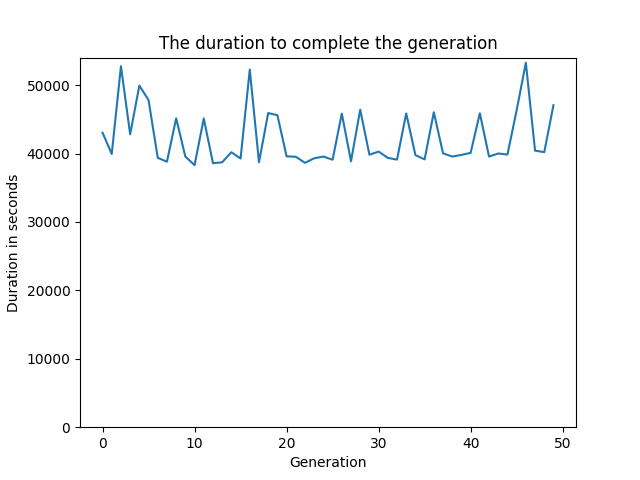 The duration to complete the generation
50000
40000
30000
20000
10000
0
Duration in seconds
0 10 20 30 40 50
Generation